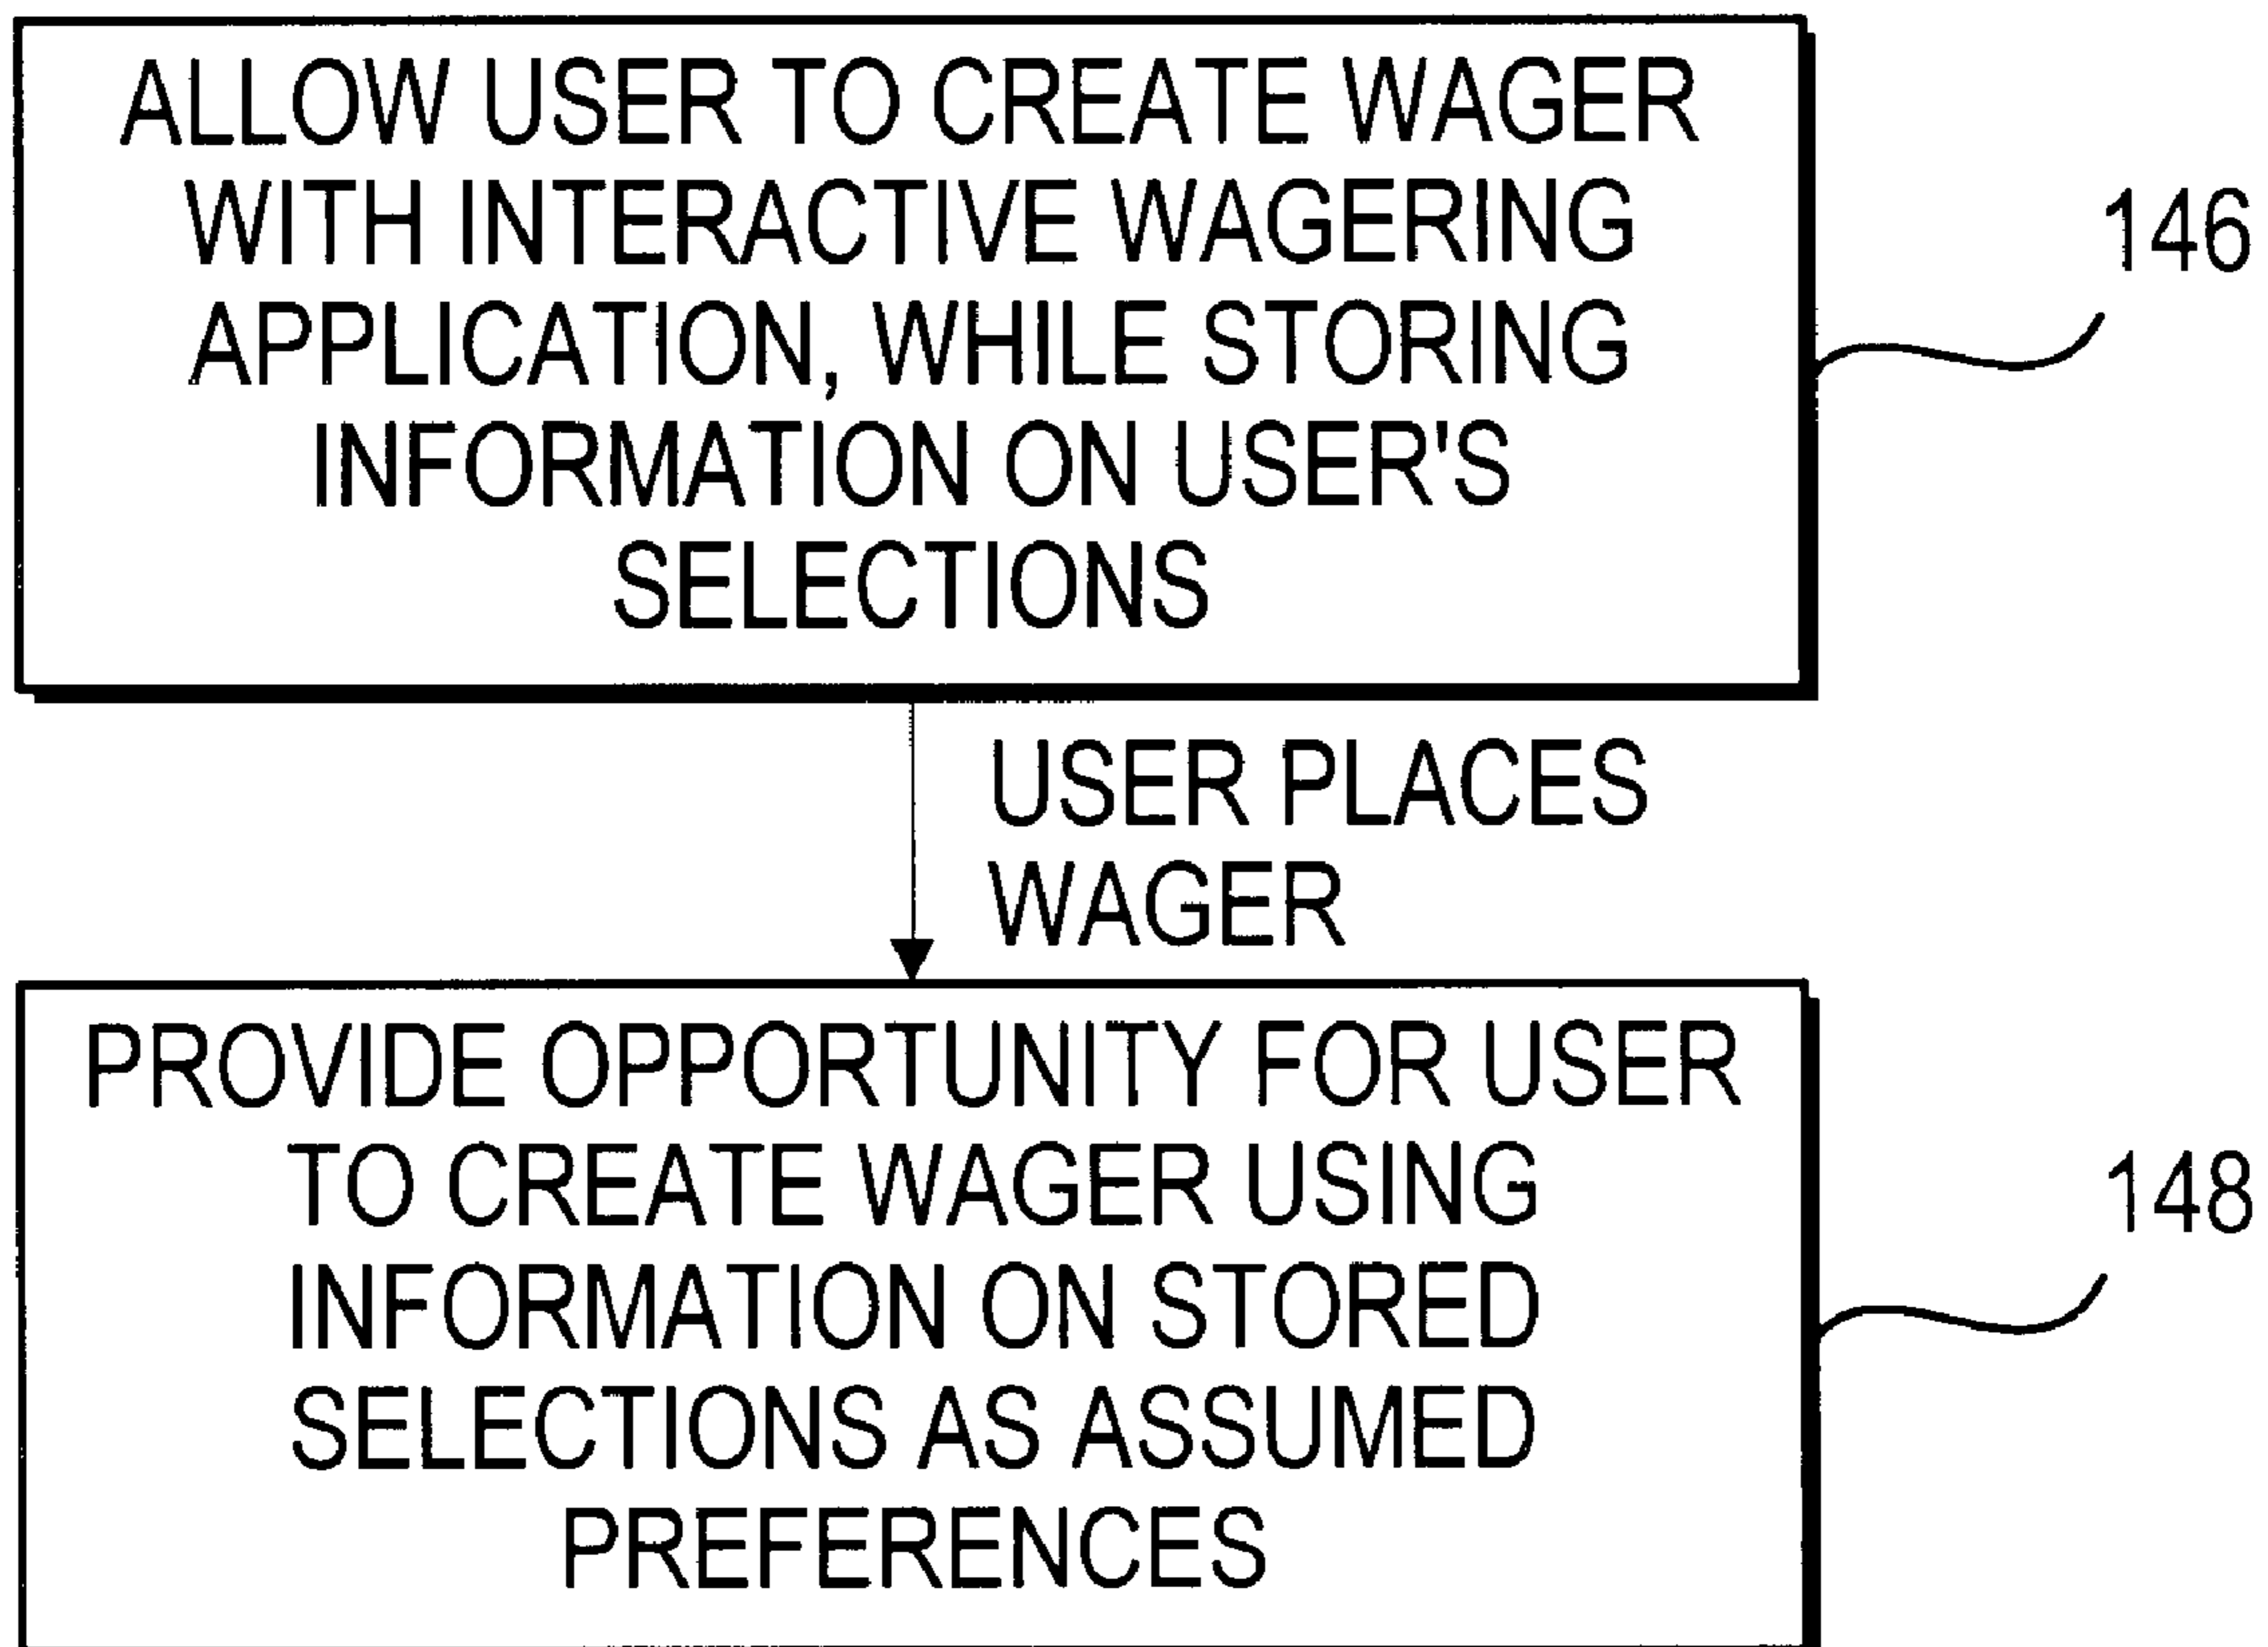 ALLOW USER TO CREATE WAGER
WITH INTERACTIVE WAGERING
APPLICATION, WHILE STORING
INFORMATION ON USER'S
SELECTIONS
146
USER PLACES
WAGER
PROVIDE OPPORTUNITY FOR USER
TO CREATE WAGER USING
INFORMATION ON STORED
SELECTIONS AS ASSUMED
PREFERENCES
148